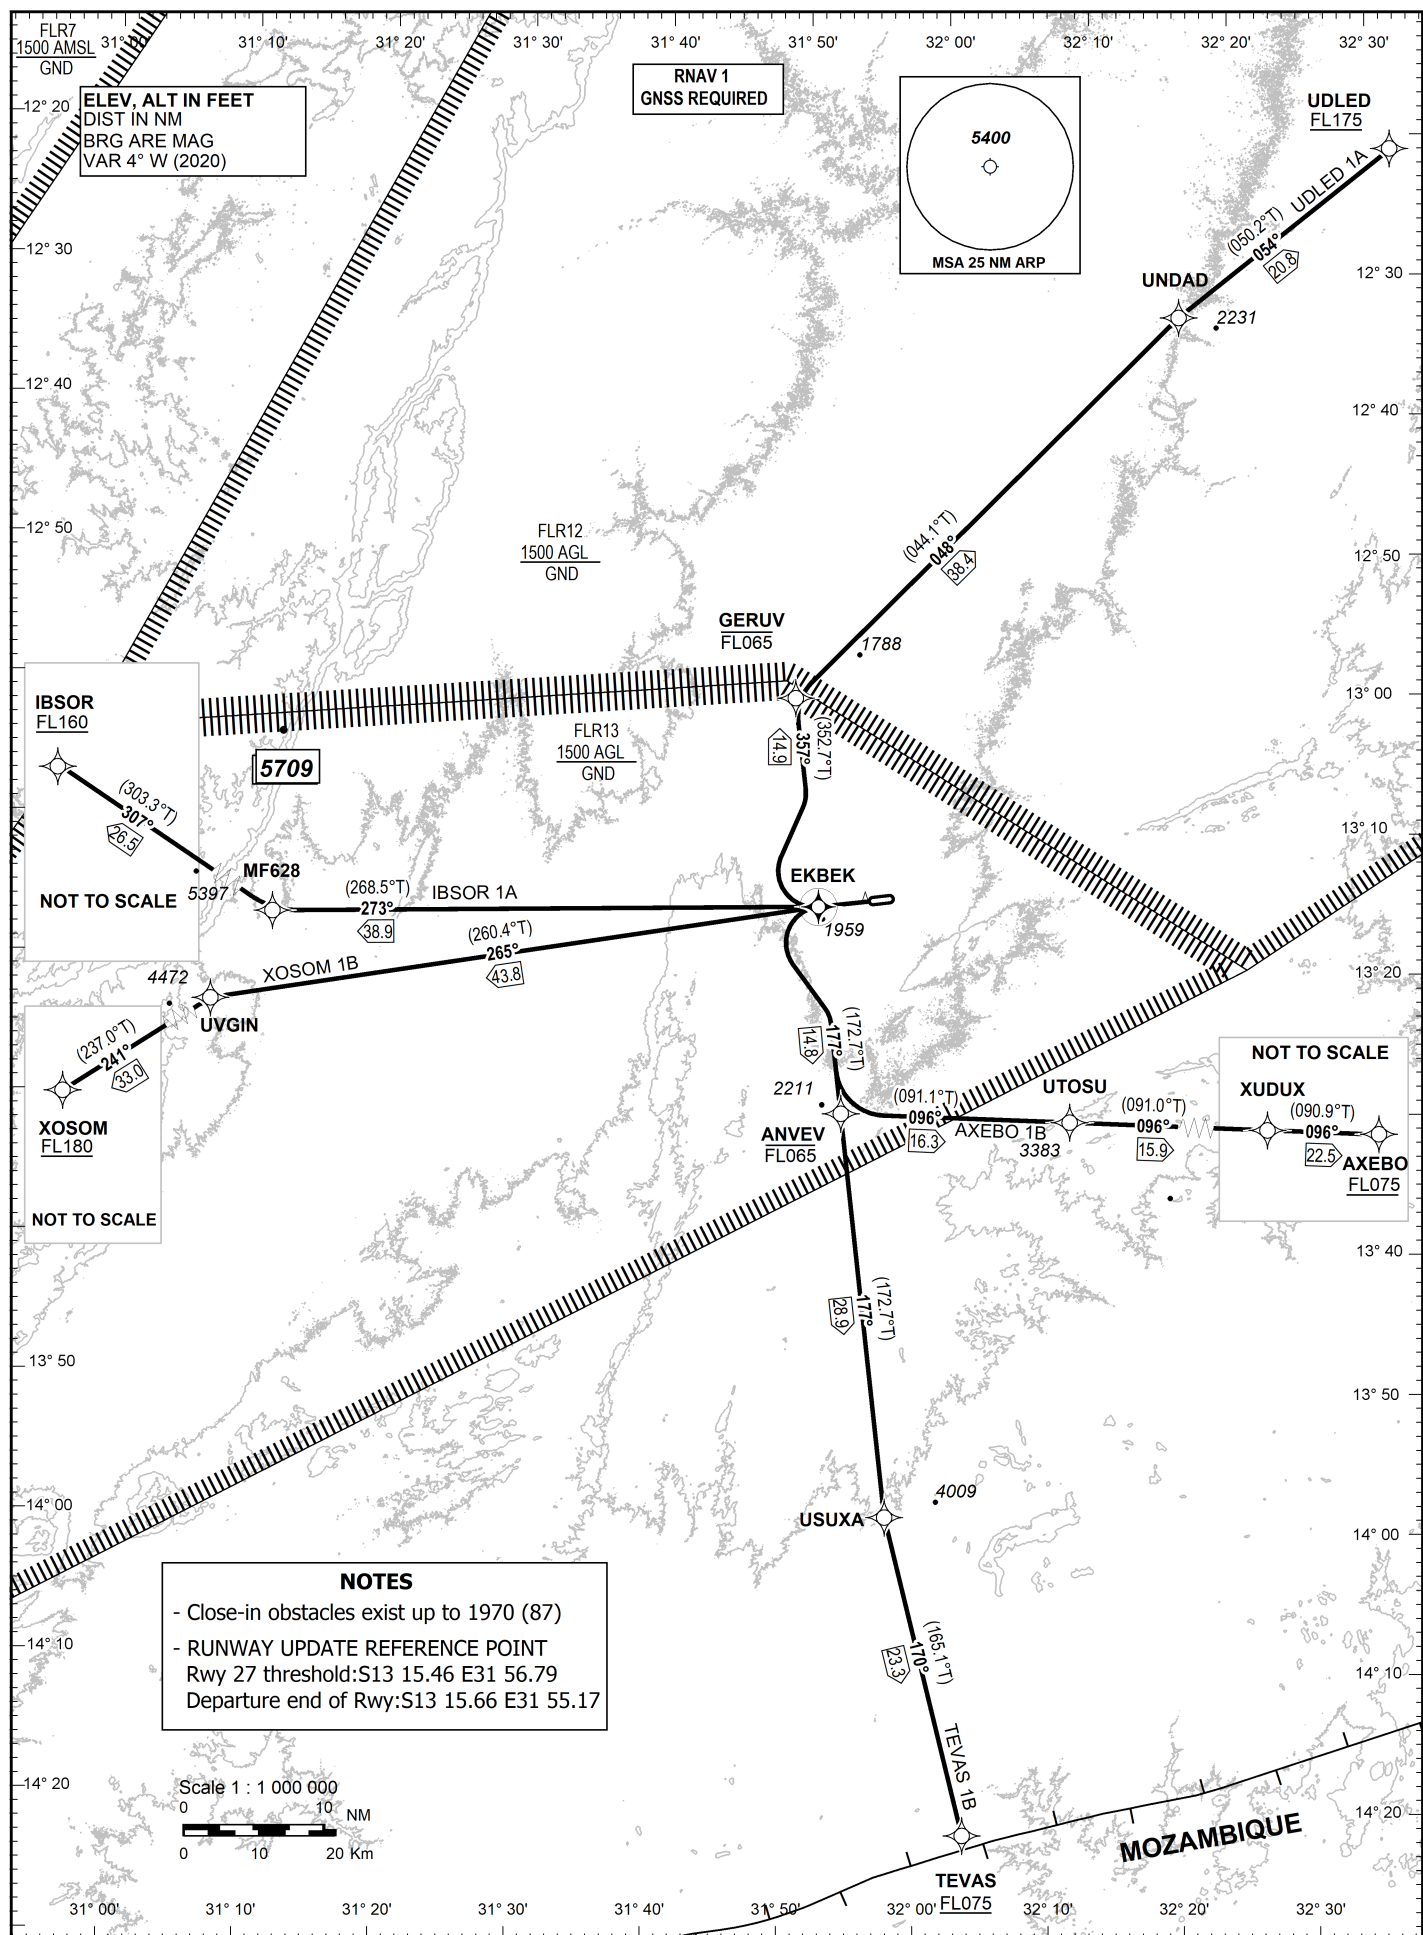 FLR7
1500 AMSL
GND
31° 00'
31° 10'
31° 20'
31° 30'
31° 40'
31° 50'
32° 00'
32° 10'
32° 20'
32° 30'
12° 20
ELEV, ALT IN FEET
DIST IN NM
BRG ARE MAG
VAR 4° W (2020)
RNAV 1
GNSS REQUIRED
5400
MSA 25 NM ARP
UDLED
FL175
UDLED 1A
(050.2°T)
054°
20.8
12° 30
12° 30
UNDAD
2231
12° 40
12° 40
12° 50
12° 50
FLR12
1500 AGL
GND
(044.1°T)
048°
38.4
GERUV
FL065
1788
13° 00
IBSOR
FL160
5709
FLR13
1500 AGL
GND
(352.7°T)
357°
14.9
(303.3°T)
307°
26.5
13° 10
5397
NOT TO SCALE
MF628
(268.5°T)
273°
38.9
IBSOR 1A
EKBEK
1959
(260.4°T)
265°
43.8
XOSOM 1B
4472
UVGIN
13° 20
(237.0°T)
241°
33.0
XOSOM
FL180
NOT TO SCALE
(172.7°T)
177°
14.8
2211
ANVEV
FL065
(091.1°T)
096°
16.3
AXEBO 1B
UTOSU
3383
(091.0°T)
096°
15.9
NOT TO SCALE
XUDUX
(090.9°T)
096°
22.5
AXEBO
FL075
13° 40
(172.7°T)
177°
28.9
13° 50
13° 50
14° 00
4009
USUXA
14° 00
NOTES
- Close-in obstacles exist up to 1970 (87)
- RUNWAY UPDATE REFERENCE POINT
Rwy 27 threshold:S13 15.46 E31 56.79
Departure end of Rwy:S13 15.66 E31 55.17
14° 10
14° 10
(165.1°T)
170°
23.3
TEVAS 1B
14° 20
14° 20
Scale 1 : 1 000 000
0 10 NM
0 10 20 Km
MOZAMBIQUE
TEVAS
FL075
31° 00'
31° 10'
31° 20'
31° 30'
31° 40'
31° 50'
32° 00'
32° 10'
32° 20'
32° 30'